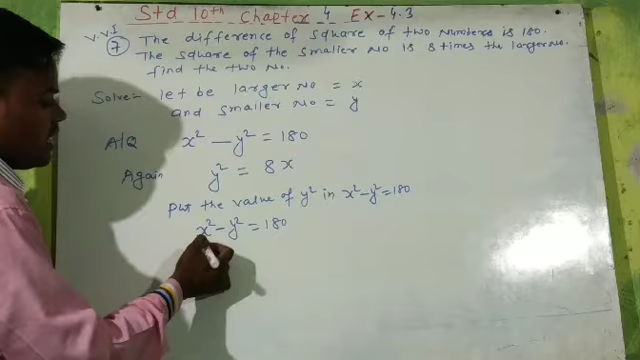 Std 10th Chapter 4 EX-4.3
V.V.I
7 The difference of square of two numbers is 180.
The square of the smaller no is 8 times the larger no.
find the two no.
Solve:- let be larger no = x
and smaller no = y
A/Q x² - y² = 180
Again y² = 8x
put the value of y² in x²-y²=180
x² - y² = 180